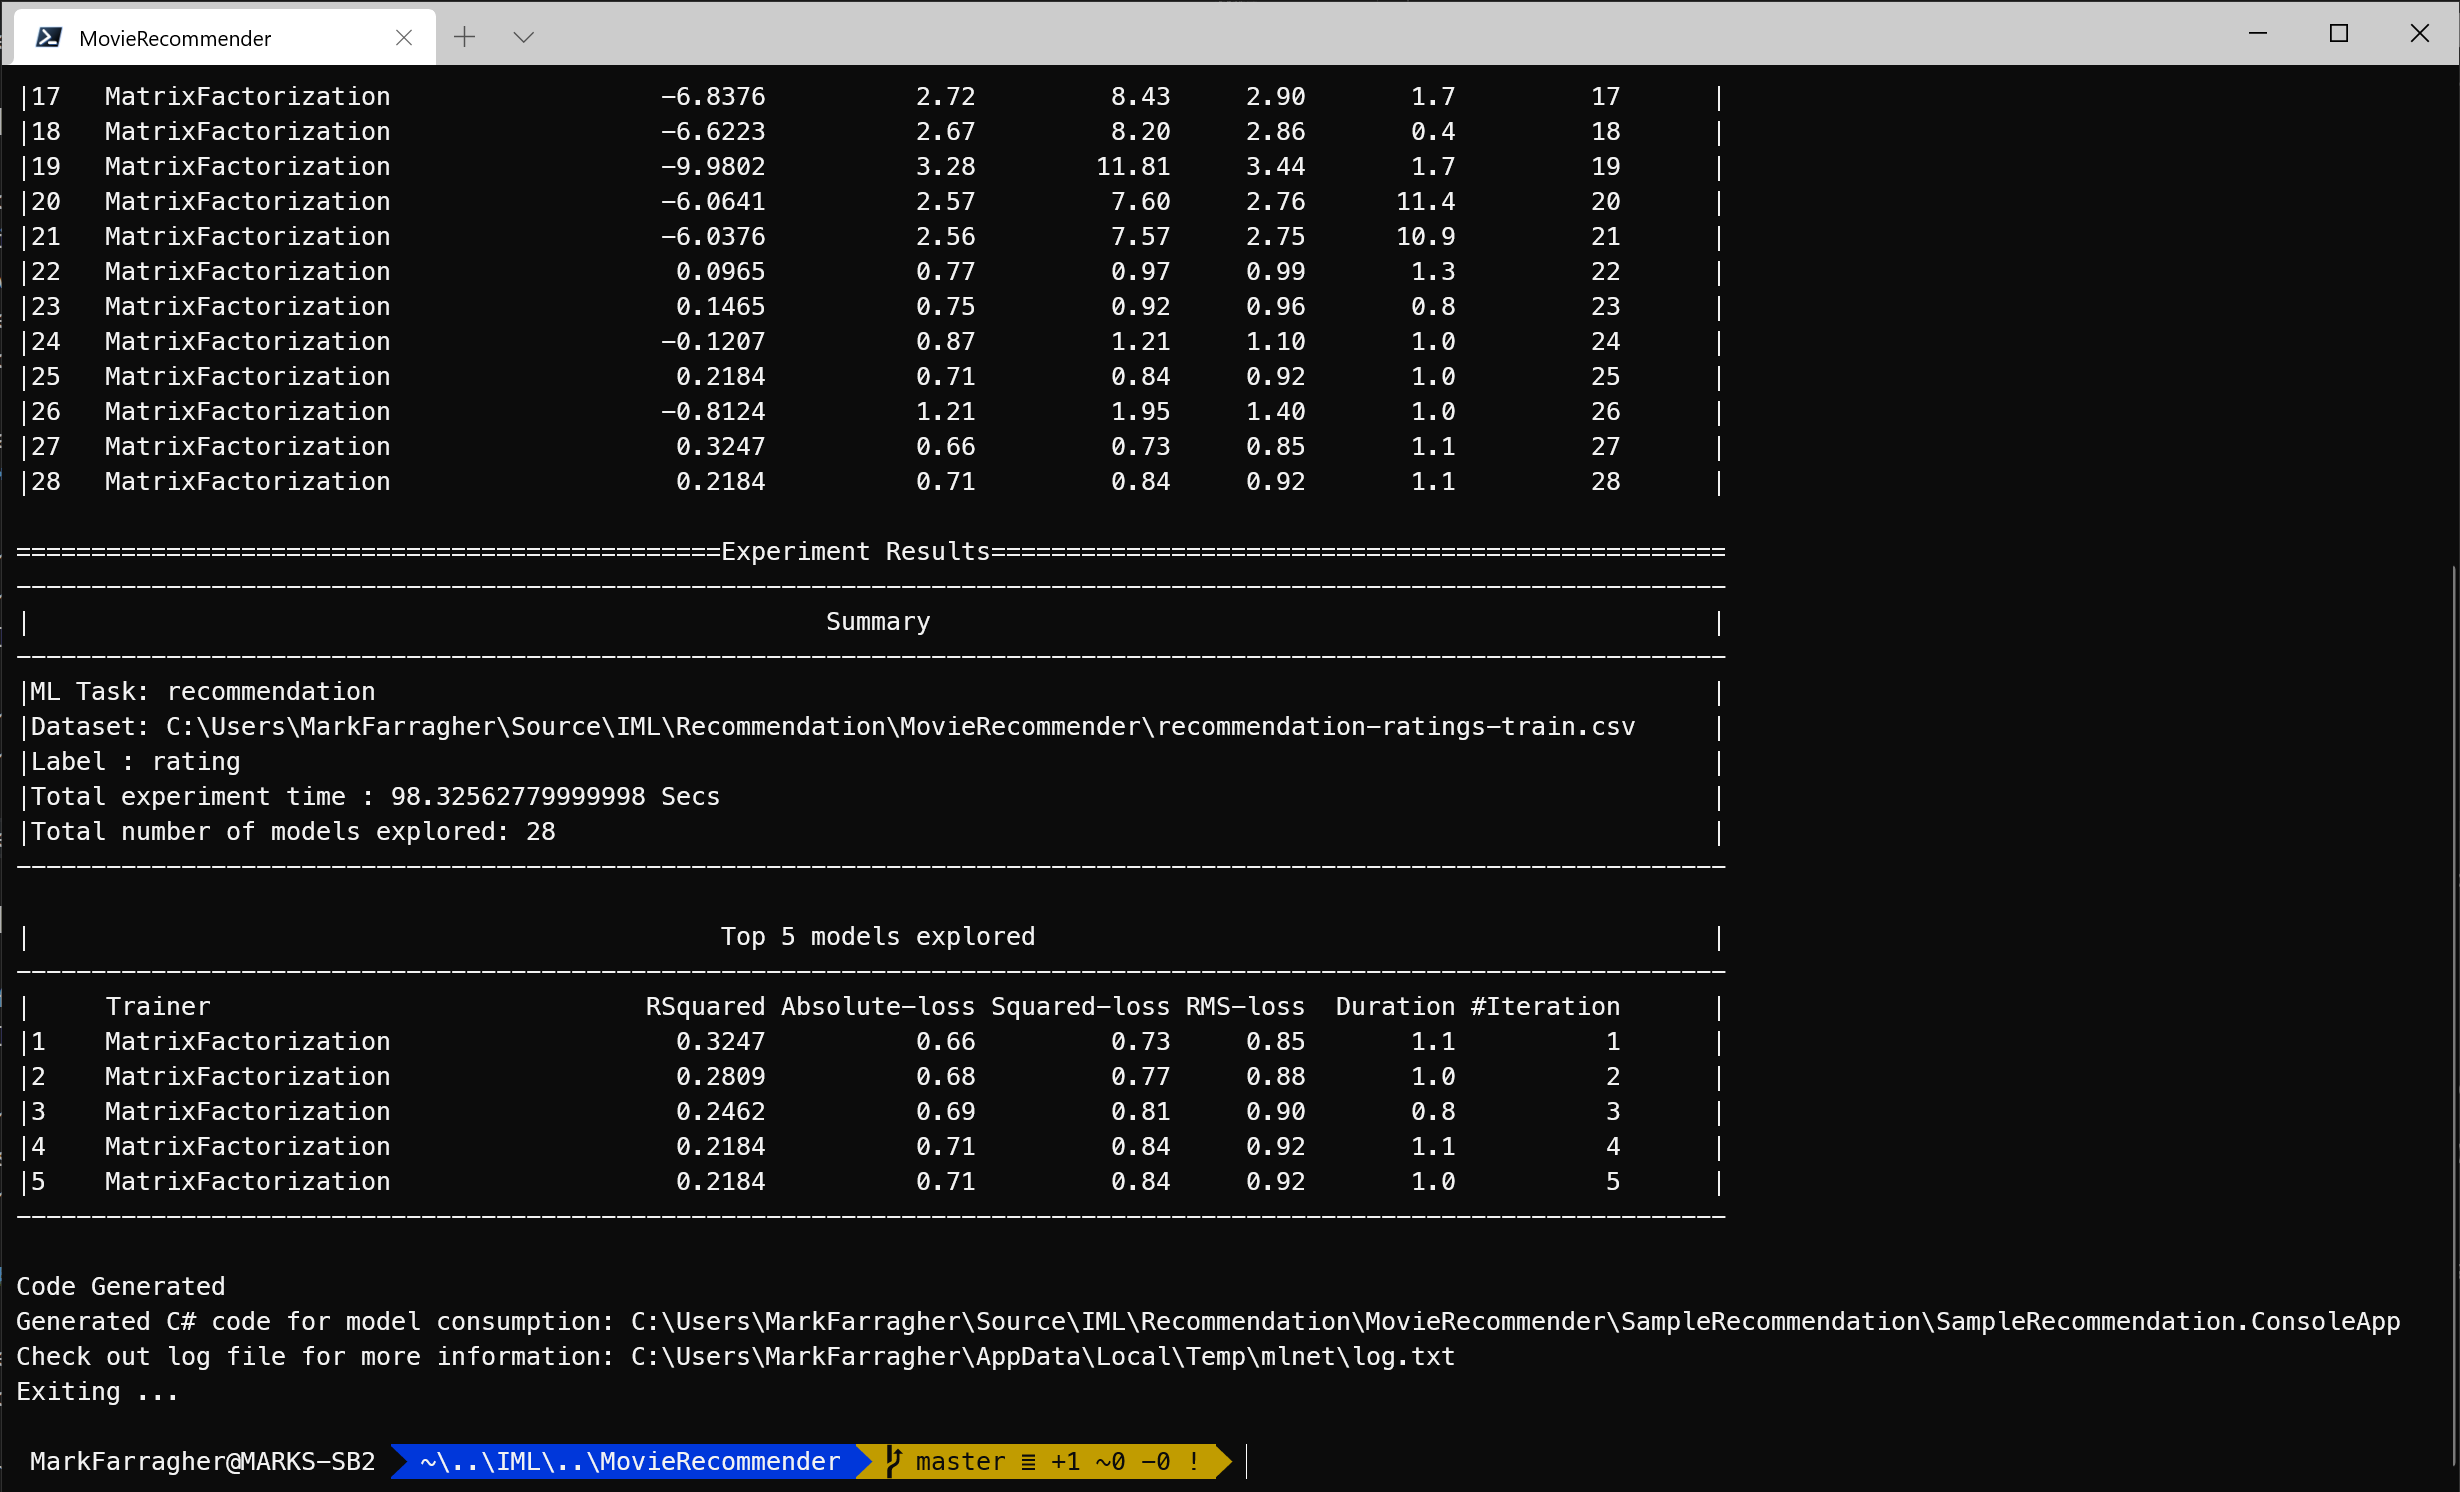 MovieRecommender
|17 MatrixFactorization -6.8376 2.72 8.43 2.90 1.7 17 |
|18 MatrixFactorization -6.6223 2.67 8.20 2.86 0.4 18 |
|19 MatrixFactorization -9.9802 3.28 11.81 3.44 1.7 19 |
|20 MatrixFactorization -6.0641 2.57 7.60 2.76 11.4 20 |
|21 MatrixFactorization -6.0376 2.56 7.57 2.75 10.9 21 |
|22 MatrixFactorization 0.0965 0.77 0.97 0.99 1.3 22 |
|23 MatrixFactorization 0.1465 0.75 0.92 0.96 0.8 23 |
|24 MatrixFactorization -0.1207 0.87 1.21 1.10 1.0 24 |
|25 MatrixFactorization 0.2184 0.71 0.84 0.92 1.0 25 |
|26 MatrixFactorization -0.8124 1.21 1.95 1.40 1.0 26 |
|27 MatrixFactorization 0.3247 0.66 0.73 0.85 1.1 27 |
|28 MatrixFactorization 0.2184 0.71 0.84 0.92 1.1 28 |
===============================================Experiment Results=================================================
------------------------------------------------------------------------------------------------------------------
| Summary |
------------------------------------------------------------------------------------------------------------------
|ML Task: recommendation |
|Dataset: C:\Users\MarkFarragher\Source\IML\Recommendation\MovieRecommender\recommendation-ratings-train.csv |
|Label : rating |
|Total experiment time : 98.32562779999998 Secs |
|Total number of models explored: 28 |
------------------------------------------------------------------------------------------------------------------
| Top 5 models explored |
------------------------------------------------------------------------------------------------------------------
| Trainer RSquared Absolute-loss Squared-loss RMS-loss Duration #Iteration |
|1 MatrixFactorization 0.3247 0.66 0.73 0.85 1.1 1 |
|2 MatrixFactorization 0.2809 0.68 0.77 0.88 1.0 2 |
|3 MatrixFactorization 0.2462 0.69 0.81 0.90 0.8 3 |
|4 MatrixFactorization 0.2184 0.71 0.84 0.92 1.1 4 |
|5 MatrixFactorization 0.2184 0.71 0.84 0.92 1.0 5 |
------------------------------------------------------------------------------------------------------------------
Code Generated
Generated C# code for model consumption: C:\Users\MarkFarragher\Source\IML\Recommendation\MovieRecommender\SampleRecommendation\SampleRecommendation.ConsoleApp
Check out log file for more information: C:\Users\MarkFarragher\AppData\Local\Temp\mlnet\log.txt
Exiting ...
MarkFarragher@MARKS-SB2 ~\..\IML\..\MovieRecommender master ≡ +1 ~0 -0 !